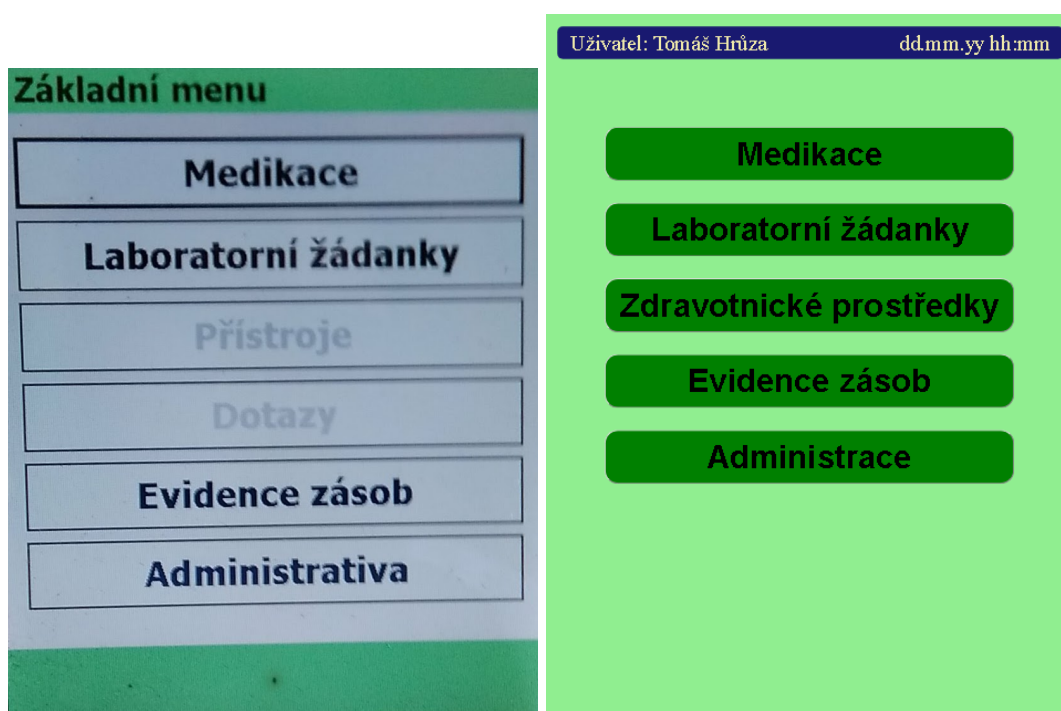 Základní menu
Medikace
Laboratorní žádanky
Přístroje
Dotazy
Evidence zásob
Administrativa
Uživatel: Tomáš Hrůza dd.mm.yy hh:mm
Medikace
Laboratorní žádanky
Zdravotnické prostředky
Evidence zásob
Administrace